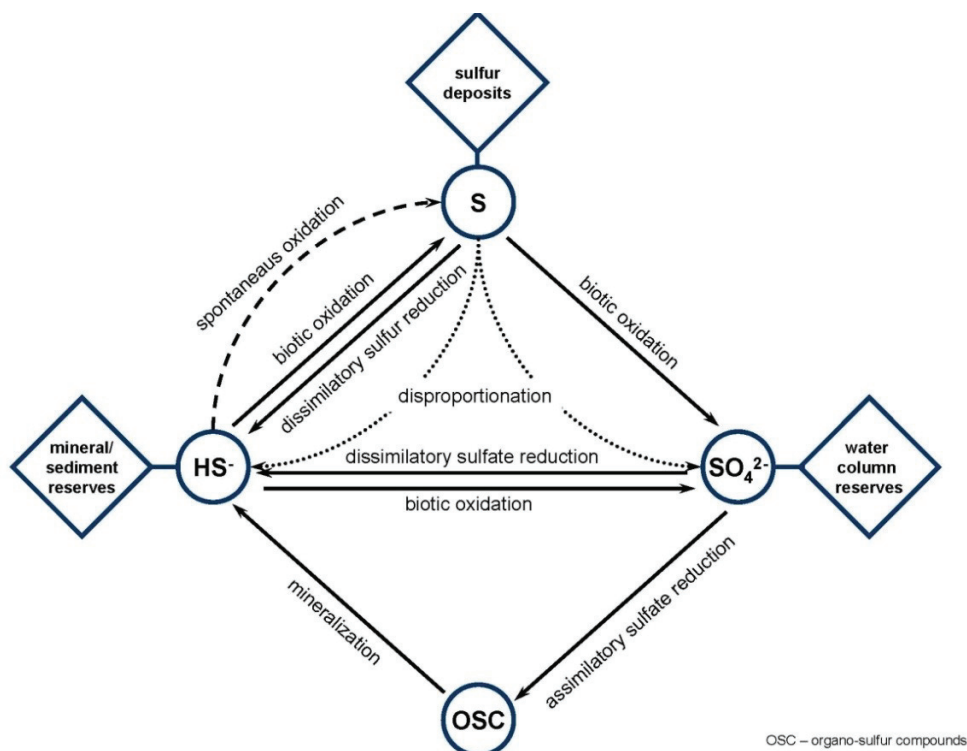 sulfur
deposits
S
spontaneaus oxidation
biotic oxidation
dissimilatory sulfur reduction
biotic oxidation
disproportionation
mineral/
sediment
reserves
HS⁻
dissimilatory sulfate reduction
biotic oxidation
SO₄²⁻
water
column
reserves
mineralization
assimilatory sulfate reduction
OSC
OSC – organo-sulfur compounds